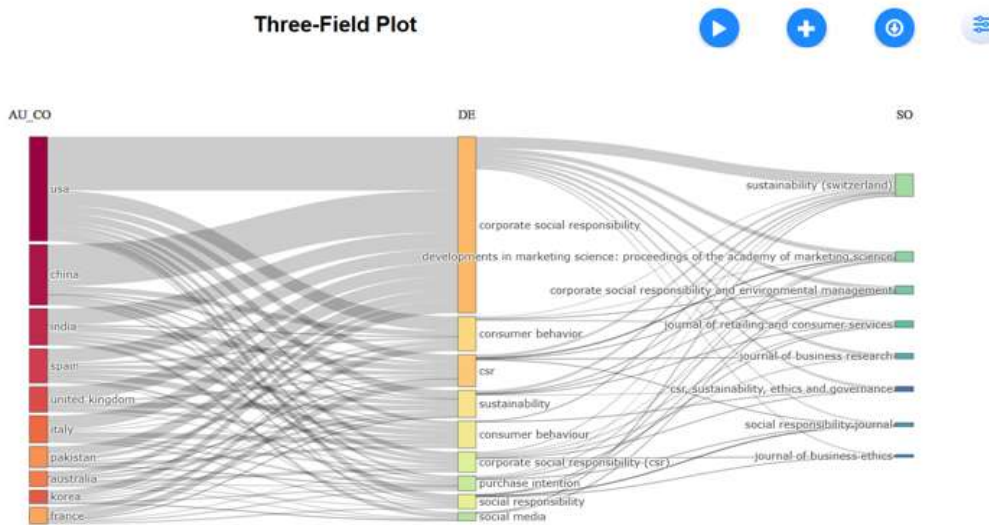 Three-Field Plot
AU_CO
DE
SO
usa
china
india
spain
united kingdom
italy
pakistan
australia
korea
france
corporate social responsibility
consumer behavior
csr
sustainability
consumer behaviour
corporate social responsibility (csr)
purchase intention
social responsibility
social media
sustainability (switzerland)
developments in marketing science: proceedings of the academy of marketing science
corporate social responsibility and environmental management
journal of retailing and consumer services
journal of business research
csr, sustainability, ethics and governance
social responsibility journal
journal of business ethics